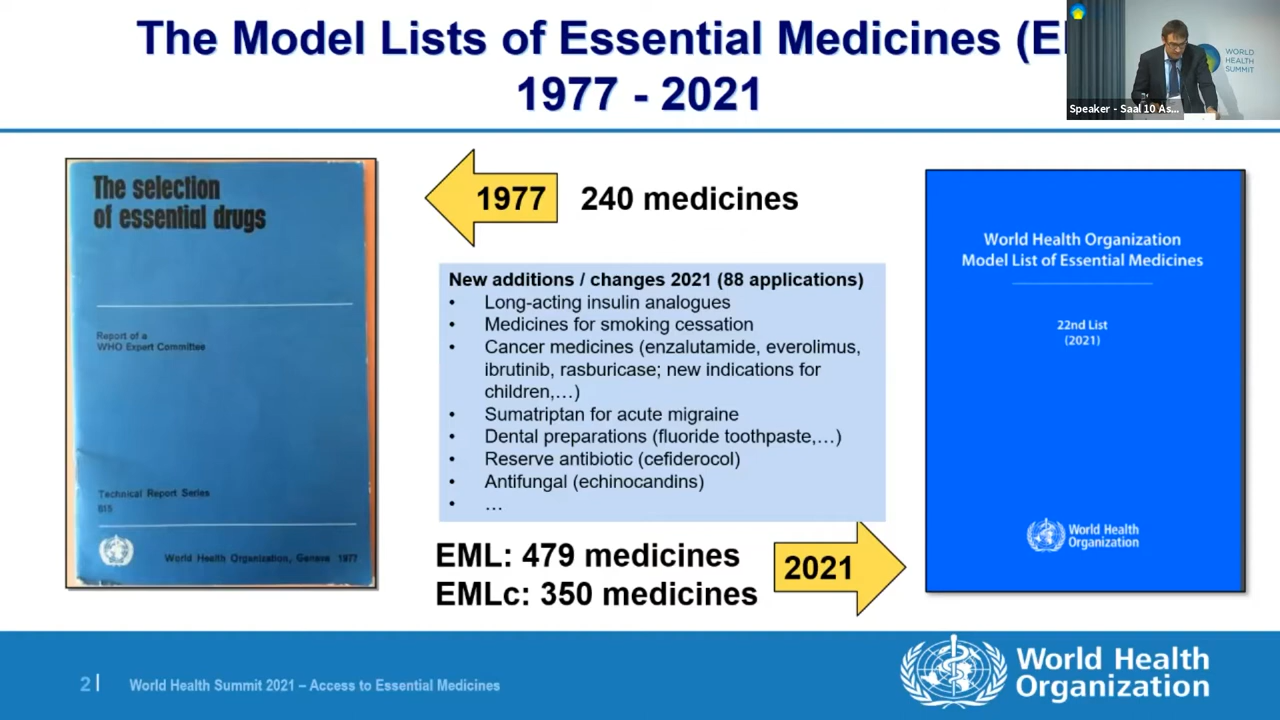 The Model Lists of Essential Medicines (E
1977 - 2021
WORLD
HEALTH
SUMMIT
Speaker - Saal 10 As...
The selection
of essential drugs
Report of a
WHO Expert Committee
Technical Report Series
615
World Health Organization, Geneva 1977
1977
240 medicines
New additions / changes 2021 (88 applications)
• Long-acting insulin analogues
• Medicines for smoking cessation
• Cancer medicines (enzalutamide, everolimus,
ibrutinib, rasburicase; new indications for
children,…)
• Sumatriptan for acute migraine
• Dental preparations (fluoride toothpaste,…)
• Reserve antibiotic (cefiderocol)
• Antifungal (echinocandins)
• …
EML: 479 medicines
EMLc: 350 medicines
2021
World Health Organization
Model List of Essential Medicines
22nd List
(2021)
World Health
Organization
2 |
World Health Summit 2021 – Access to Essential Medicines
World Health
Organization